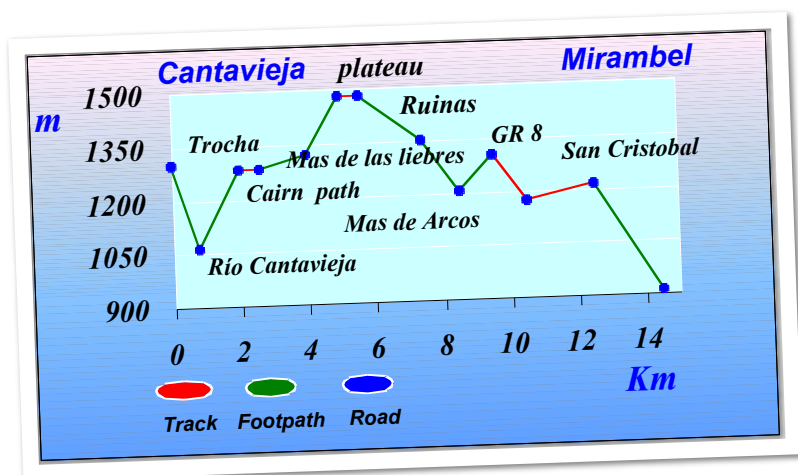 Cantavieja
plateau
Mirambel
1500
m
Ruinas
Trocha
GR 8
1350
Mas de las liebres
San Cristobal
Cairn path
1200
Mas de Arcos
1050
Río Cantavieja
900
0 2 4 6 8 10 12 14
Km
Track Footpath Road